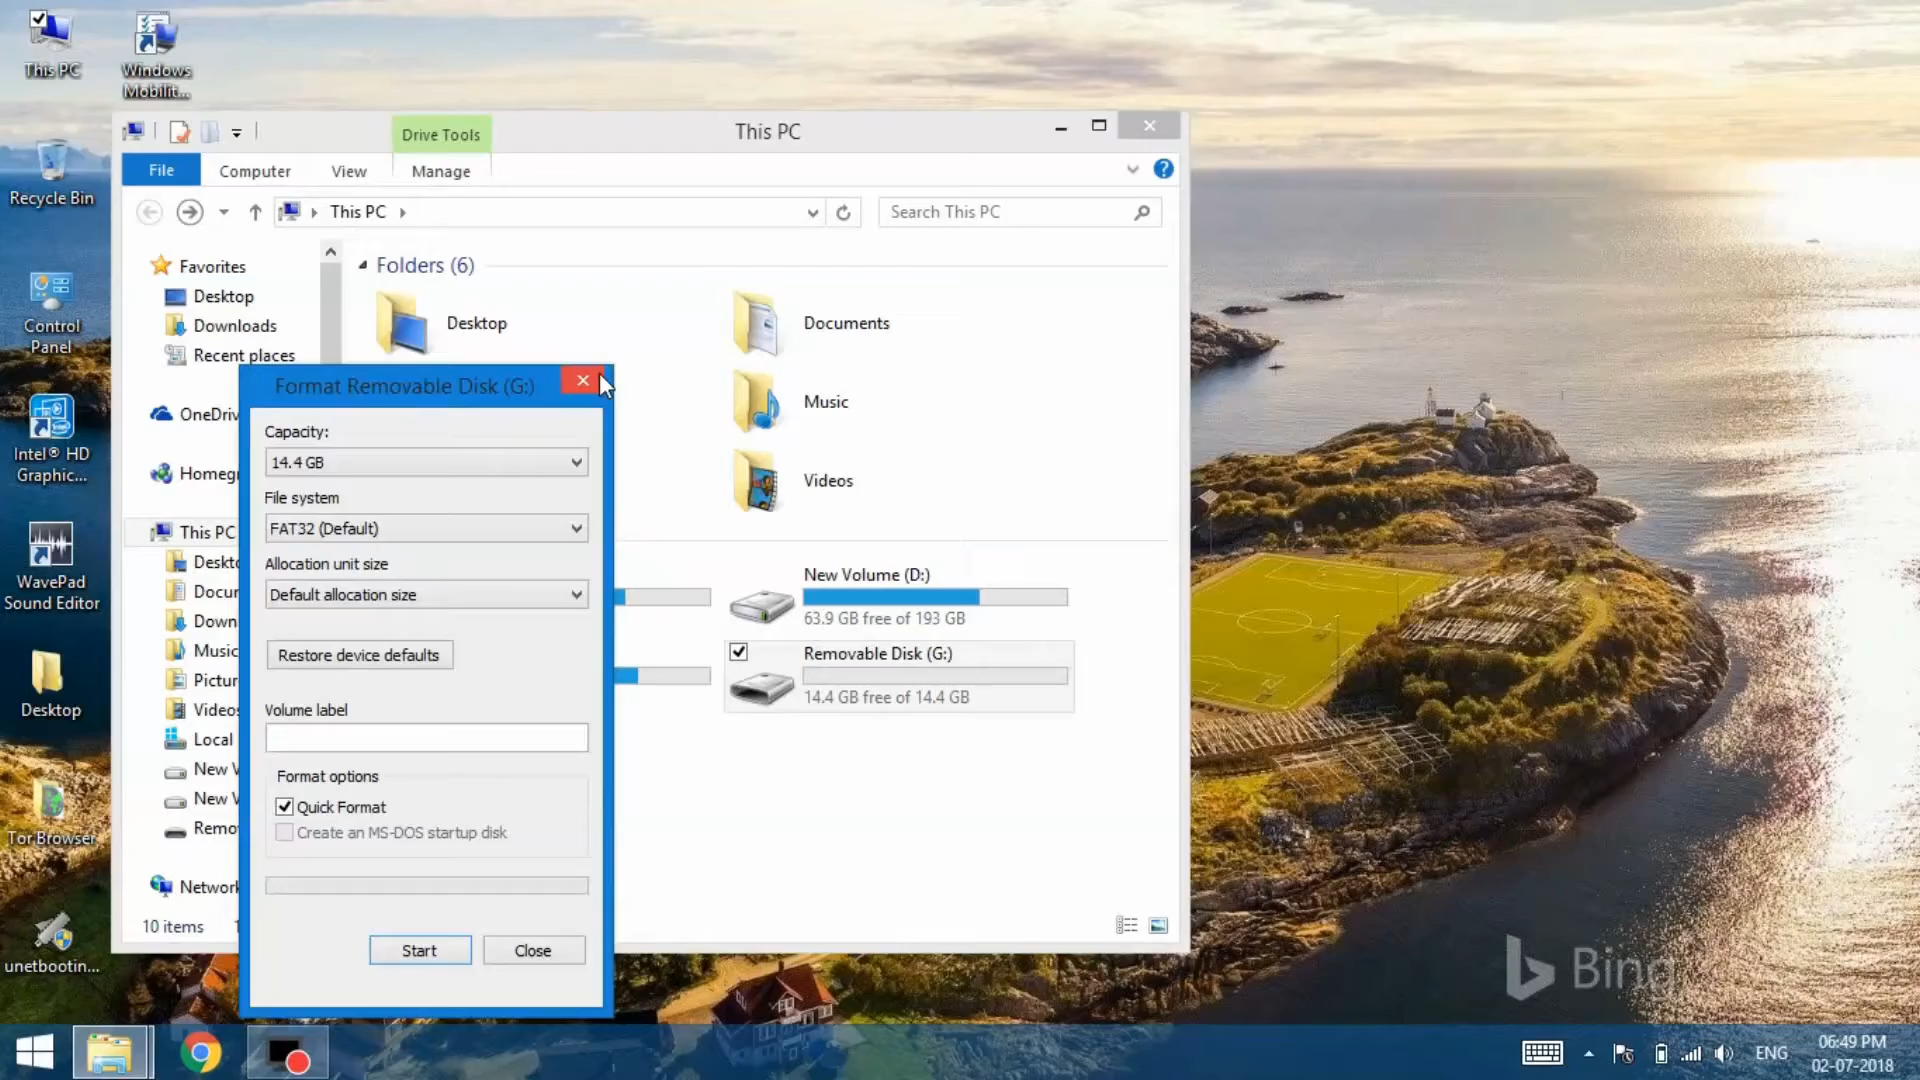 This PC
Windows
Mobilit...
Recycle Bin
Control
Panel
Intel® HD
Graphic...
WavePad
Sound Editor
Desktop
Tor Browser
unetbootin...
Drive Tools
This PC
File
Computer
View
Manage
This PC
Search This PC
Favorites
Desktop
Downloads
Recent places
OneDriv
Homegr
This PC
Deskto
Docur
Down
Music
Picture
Videos
Local
New V
New V
Remo
Network
10 items
Folders (6)
Desktop
Documents
Music
Videos
New Volume (D:)
63.9 GB free of 193 GB
Removable Disk (G:)
14.4 GB free of 14.4 GB
Format Removable Disk (G:)
Capacity:
14.4 GB
File system
FAT32 (Default)
Allocation unit size
Default allocation size
Restore device defaults
Volume label
Format options
Quick Format
Create an MS-DOS startup disk
Start
Close
Bing
ENG
06:49 PM
02-07-2018